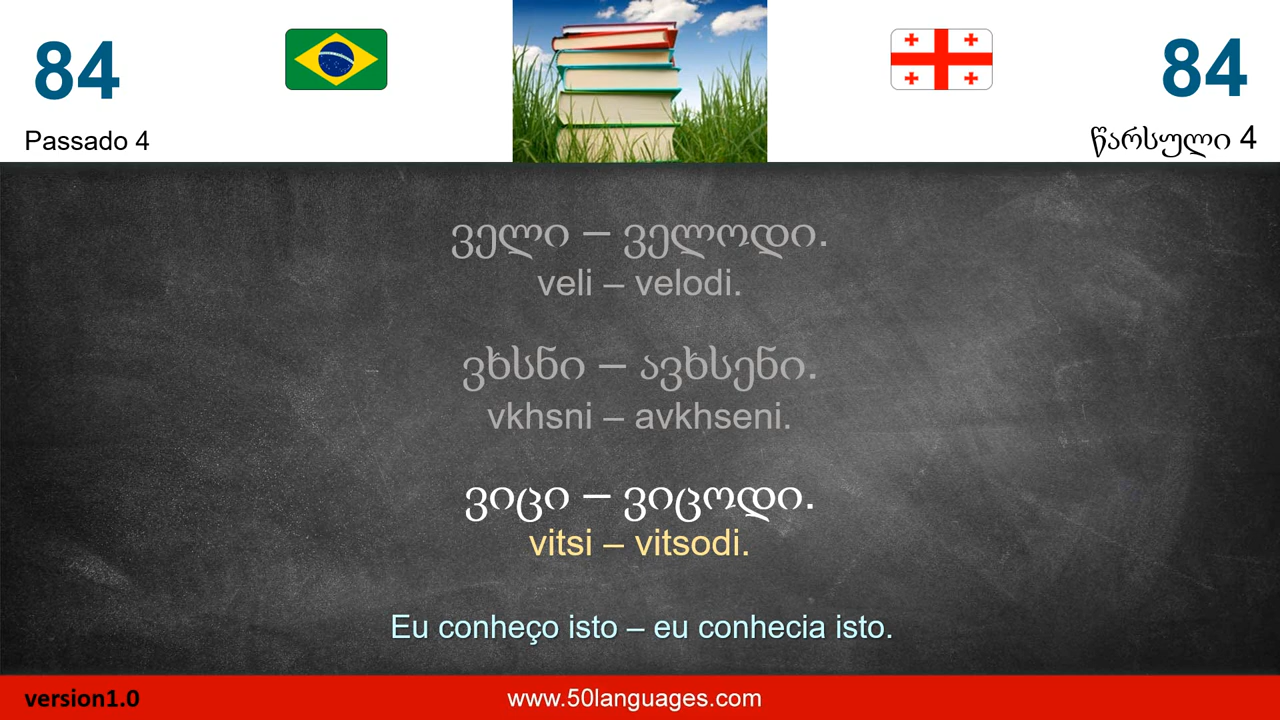 84
84
Passado 4
წარსული 4
ველი – ველოდი.
veli – velodi.
ვხსნი – ავხსენი.
vkhsni – avkhseni.
ვიცი – ვიცოდი.
vitsi – vitsodi.
Eu conheço isto – eu conhecia isto.
version1.0
www.50languages.com